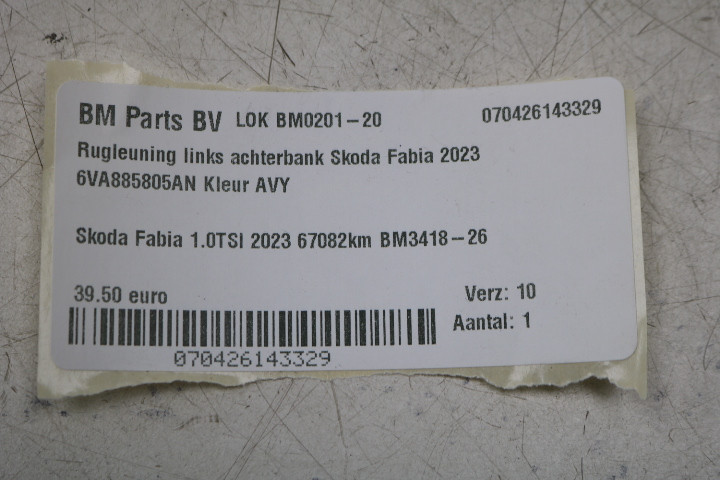 BM Parts BV LOK BM0201-20 070426143329
Rugleuning links achterbank Skoda Fabia 2023
6VA885805AN Kleur AVY
Skoda Fabia 1.0TSI 2023 67082km BM3418-26
39.50 euro Verz: 10
Aantal: 1
070426143329